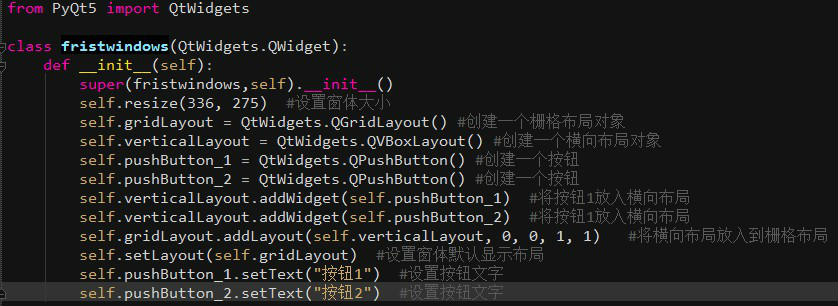 from PyQt5 import QtWidgets
class fristwindows(QtWidgets.QWidget):
def __init__(self):
super(fristwindows,self).__init__()
self.resize(336, 275)  #设置窗体大小
self.gridLayout = QtWidgets.QGridLayout() #创建一个栅格布局对象
self.verticalLayout = QtWidgets.QVBoxLayout() #创建一个横向布局对象
self.pushButton_1 = QtWidgets.QPushButton() #创建一个按钮
self.pushButton_2 = QtWidgets.QPushButton() #创建一个按钮
self.verticalLayout.addWidget(self.pushButton_1)  #将按钮1放入横向布局
self.verticalLayout.addWidget(self.pushButton_2)  #将按钮1放入横向布局
self.gridLayout.addLayout(self.verticalLayout, 0, 0, 1, 1)   #将横向布局放入到栅格布局
self.setLayout(self.gridLayout)  #设置窗体默认显示布局
self.pushButton_1.setText("按钮1")  #设置按钮文字
self.pushButton_2.setText("按钮2")  #设置按钮文字